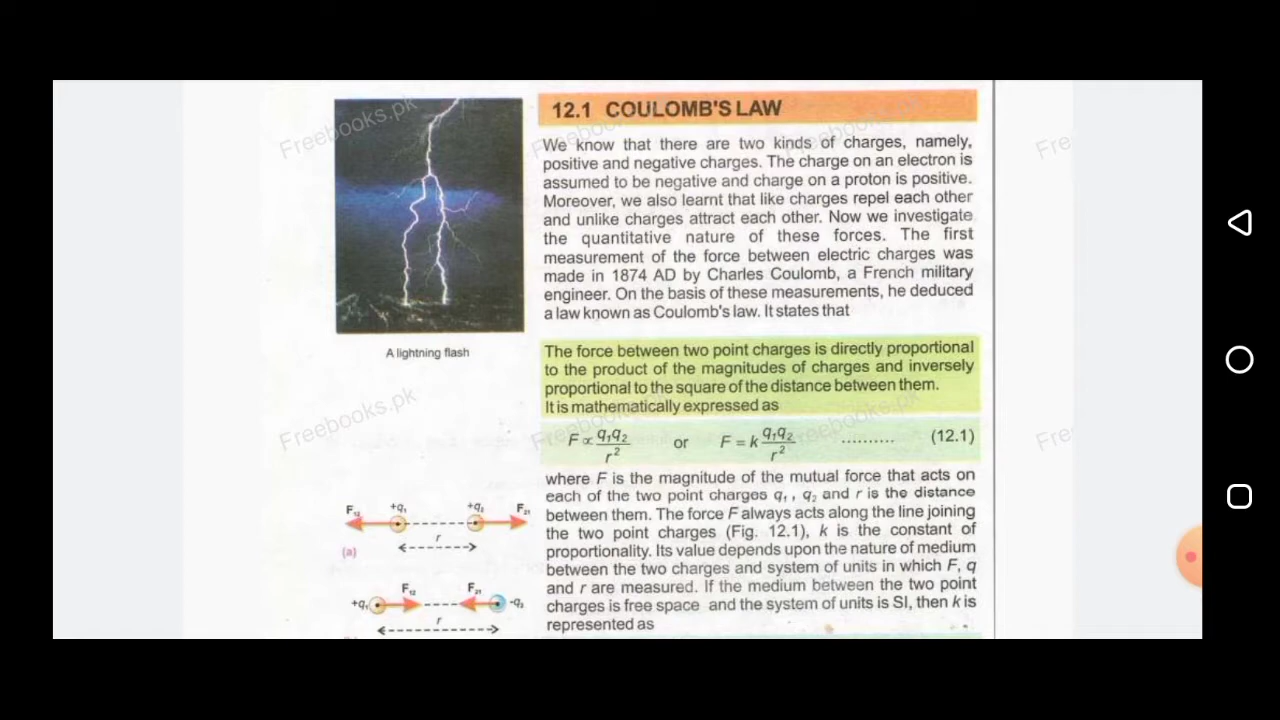 Freebooks.pk
Freebooks.pk
Fre
12.1 COULOMB'S LAW
We know that there are two kinds of charges, namely,
positive and negative charges. The charge on an electron is
assumed to be negative and charge on a proton is positive.
Moreover, we also learnt that like charges repel each other
and unlike charges attract each other. Now we investigate
the quantitative nature of these forces. The first
measurement of the force between electric charges was
made in 1874 AD by Charles Coulomb, a French military
engineer. On the basis of these measurements, he deduced
a law known as Coulomb's law. It states that
A lightning flash
The force between two point charges is directly proportional
to the product of the magnitudes of charges and inversely
proportional to the square of the distance between them.
It is mathematically expressed as
Freebooks.pk
Freebooks.pk
Freebooks.pk
Fre
F ∝ q₁q₂/r² or F = k q₁q₂/r² .......... (12.1)
where F is the magnitude of the mutual force that acts on
each of the two point charges q₁, q₂ and r is the distance
between them. The force F always acts along the line joining
the two point charges (Fig. 12.1), k is the constant of
proportionality. Its value depends upon the nature of medium
between the two charges and system of units in which F, q
and r are measured. If the medium between the two point
charges is free space and the system of units is SI, then k is
represented as
F₁₂ +q₁ +q₂ F₂₁
r
(a)
F₁₂ F₂₁
+q₁ -q₂
r